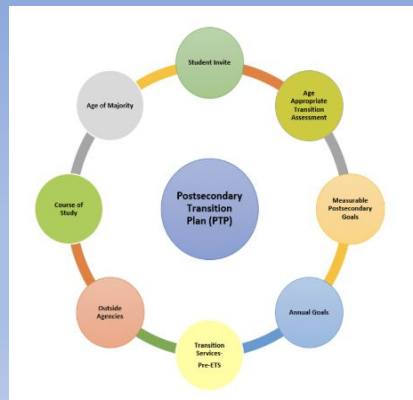 Student Invite
Age
Appropriate
Transition
Assessment
Measurable
Postsecondary
Goals
Annual Goals
Transition
Services-
Pre-ETS
Outside
Agencies
Course of
Study
Age of Majority
Postsecondary
Transition
Plan (PTP)